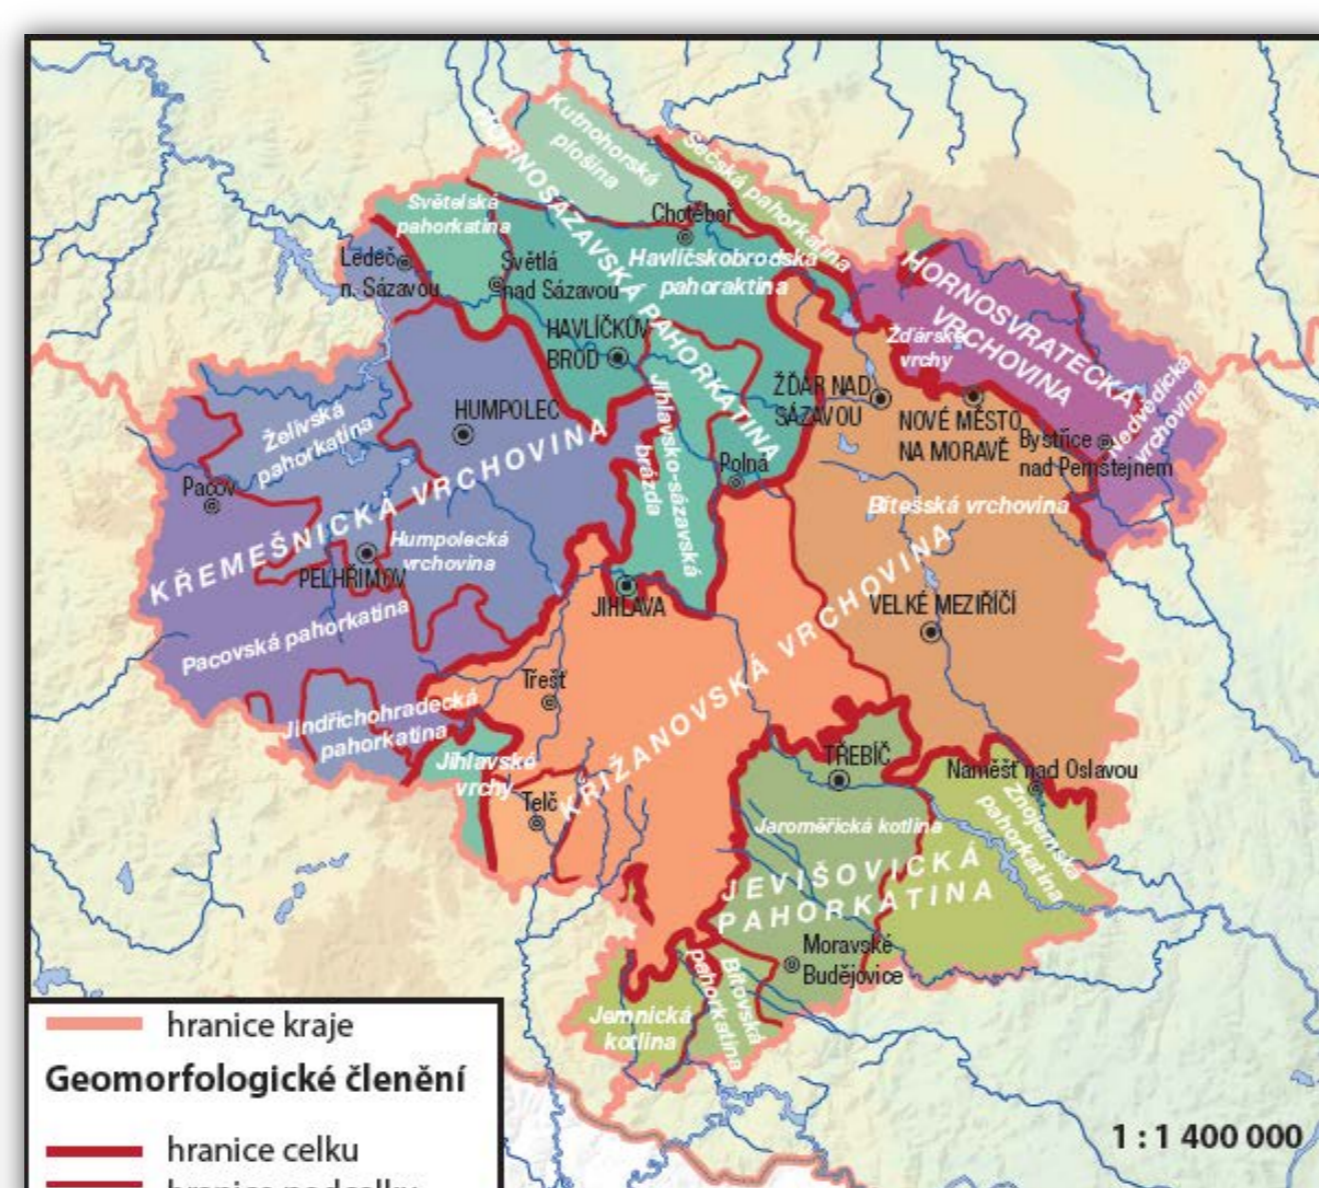 Kutnohorská
plošina
Sečská pahorkatina
HORNOSÁZAVSKÁ PAHORKATINA
Světelská
pahorkatina
Chotěboř
Ledeč
n. Sázavou
Světlá
nad Sázavou
Havlíčskobrodská
pahoraktina
HORNOSVRATECKÁ
VRCHOVINA
Žďárské
vrchy
HAVLÍČKŮV
BROD
Jihlavsko-sázavská
brázda
ŽĎÁR NAD
SÁZAVOU
NOVÉ MĚSTO
NA MORAVĚ
Nedvědická
vrchovina
Bystřice
nad Pernštejnem
HUMPOLEC
Želivská
pahorkatina
Pacov
Polná
KŘEMEŠNICKÁ VRCHOVINA
Bítešská vrchovina
Humpolecká
vrchovina
PELHŘIMOV
JIHLAVA
VELKÉ MEZIŘÍČÍ
Pacovská pahorkatina
KŘIŽANOVSKÁ VRCHOVINA
Třešť
Jindřichohradecká
pahorkatina
Jihlavské
vrchy
Telč
TŘEBÍČ
Naměšť nad Oslavou
Znojemská
pahorkatina
Jaroměřická kotlina
JEVIŠOVICKÁ
PAHORKATINA
Moravské
Budějovice
Bítovská
pahorkatina
Jemnická
kotlina
hranice kraje
Geomorfologické členění
hranice celku
hranice podcelku
1 : 1 400 000